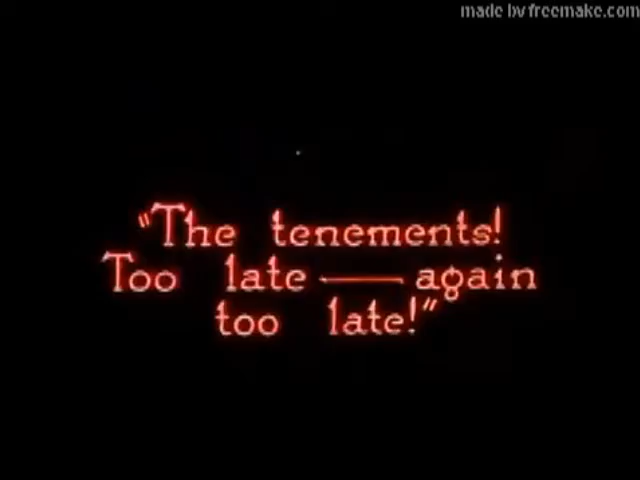 made by freemake.com
"The tenements!
Too late — again
too late!"